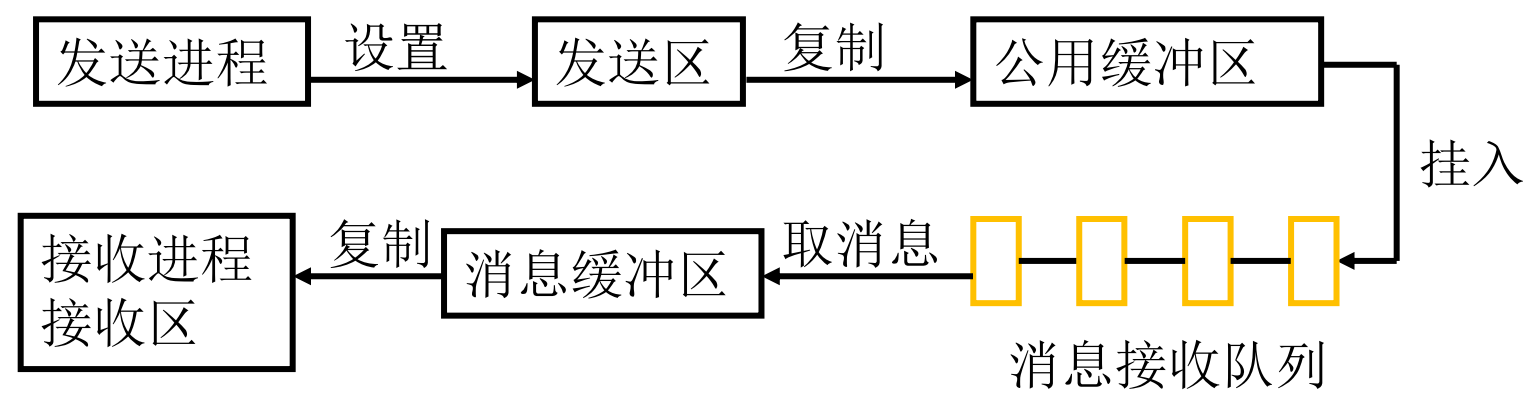 发送进程
设置
发送区
复制
公用缓冲区
挂入
接收进程
接收区
复制
消息缓冲区
取消息
消息接收队列